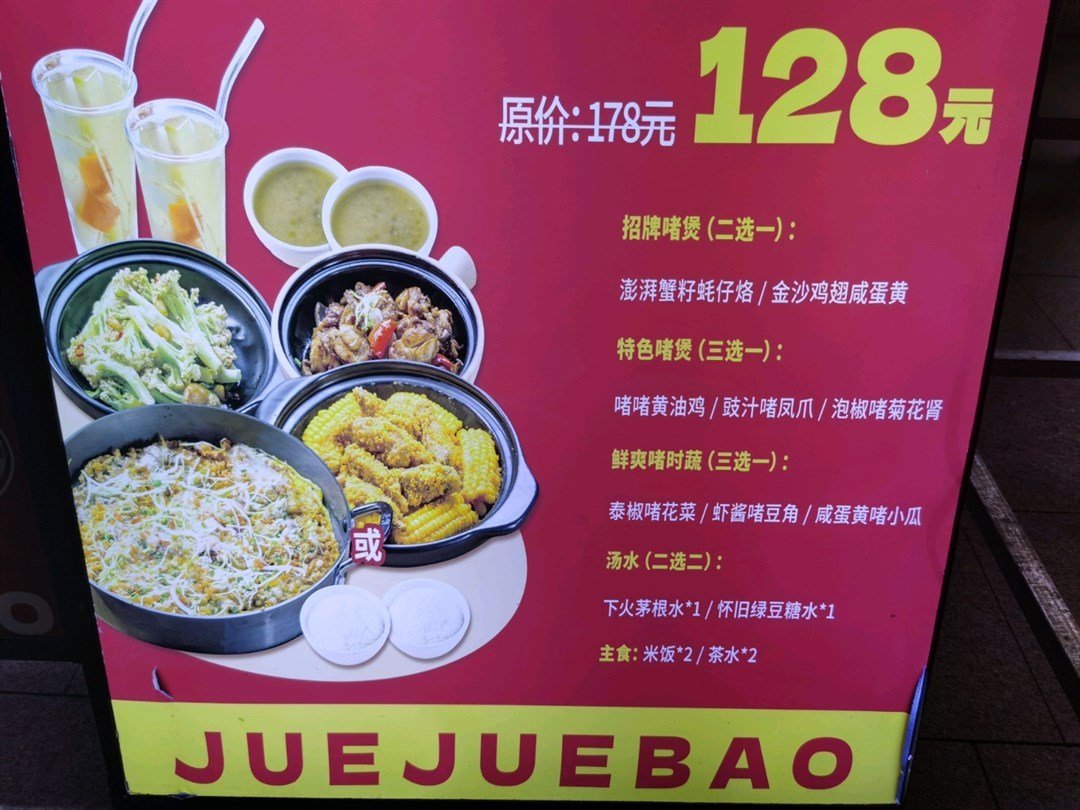 原价：178元
128元
招牌啫煲（二选一）：
澎湃蟹籽蚝仔烙 / 金沙鸡翅咸蛋黄
特色啫煲（三选一）：
啫啫黄油鸡 / 豉汁啫凤爪 / 泡椒啫菊花肾
鲜爽啫时蔬（三选一）：
泰椒啫花菜 / 虾酱啫豆角 / 咸蛋黄啫小瓜
汤水（二选二）：
下火茅根水*1 / 怀旧绿豆糖水*1
主食：米饭*2 / 茶水*2
或
JUEJUEBAO